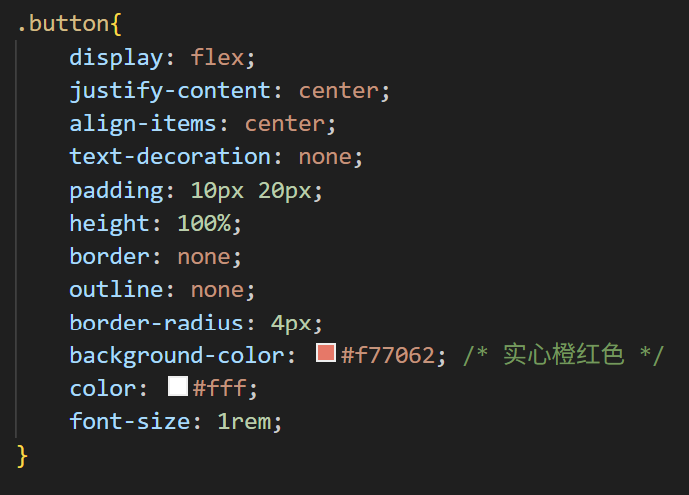 .button{
    display: flex;
    justify-content: center;
    align-items: center;
    text-decoration: none;
    padding: 10px 20px;
    height: 100%;
    border: none;
    outline: none;
    border-radius: 4px;
    background-color: #f77062; /* 实心橙红色 */
    color: #fff;
    font-size: 1rem;
}